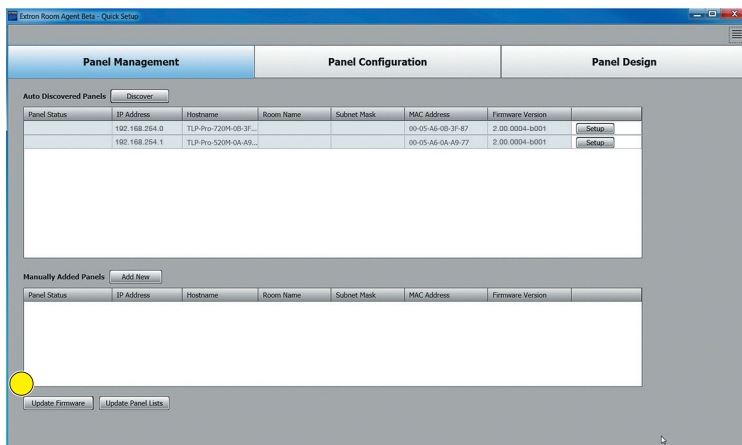 Extron Room Agent Beta - Quick Setup
Panel Management Panel Configuration Panel Design
Auto Discovered Panels Discover
Panel Status IP Address Hostname Room Name Subnet Mask MAC Address Firmware Version
192.168.254.0 TLP-Pro-720M-0B-3F... 00-05-A6-0B-3F-87 2.00.0004-b001 Setup
192.168.254.1 TLP-Pro-520M-0A-A9... 00-05-A6-0A-A9-77 2.00.0004-b001 Setup
Manually Added Panels Add New
Panel Status IP Address Hostname Room Name Subnet Mask MAC Address Firmware Version
Update Firmware Update Panel Lists